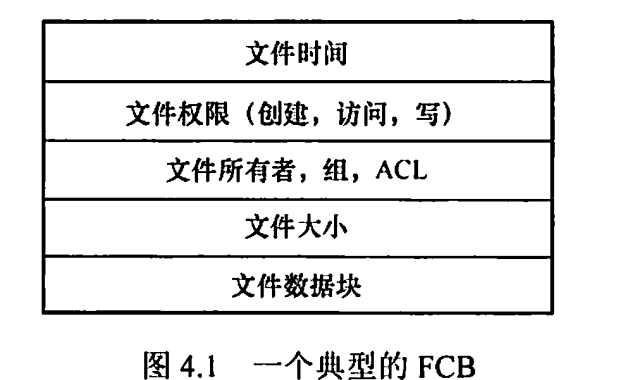 文件时间
文件权限（创建，访问，写）
文件所有者，组，ACL
文件大小
文件数据块
图 4.1 一个典型的 FCB